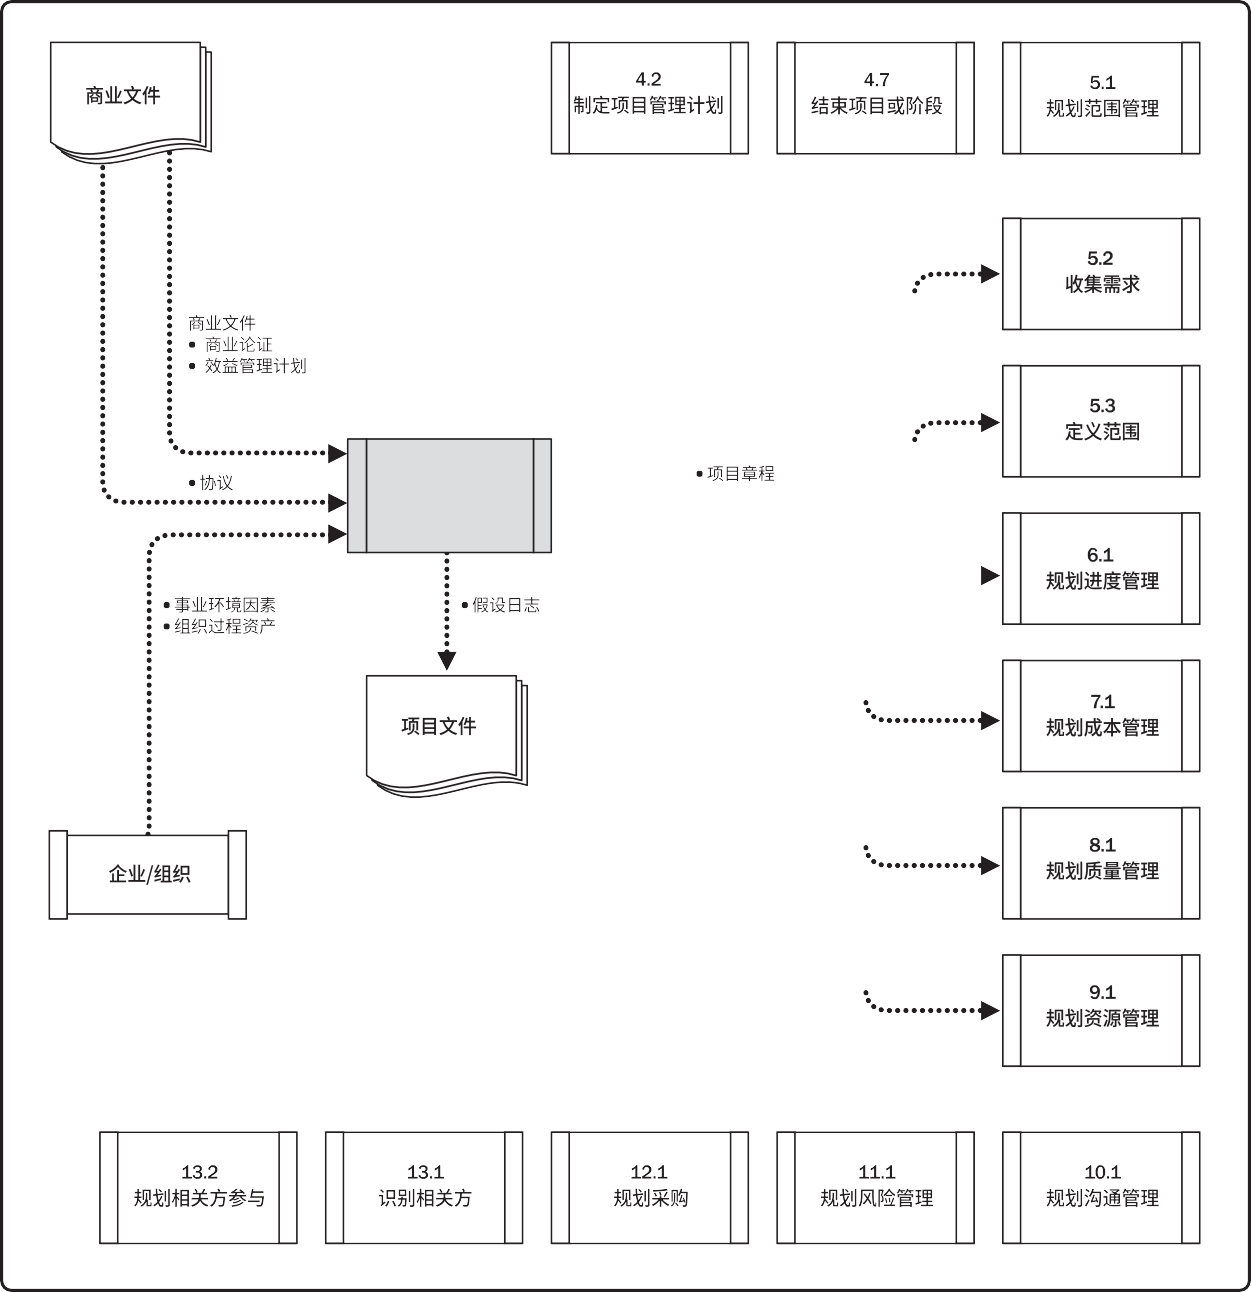 商业文件
4.2
制定项目管理计划
4.7
结束项目或阶段
5.1
规划范围管理
5.2
收集需求
商业文件
• 商业论证
• 效益管理计划
5.3
定义范围
• 协议
• 项目章程
6.1
规划进度管理
• 事业环境因素
• 组织过程资产
• 假设日志
7.1
规划成本管理
项目文件
8.1
规划质量管理
企业/组织
9.1
规划资源管理
13.2
规划相关方参与
13.1
识别相关方
12.1
规划采购
11.1
规划风险管理
10.1
规划沟通管理